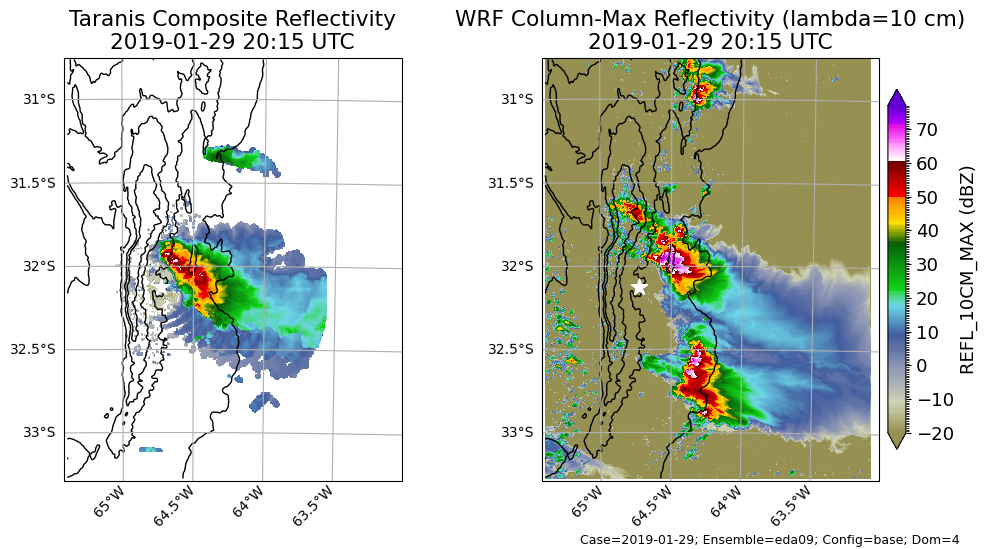 Taranis Composite Reflectivity
2019-01-29 20:15 UTC
WRF Column-Max Reflectivity (lambda=10 cm)
2019-01-29 20:15 UTC
31°S
31.5°S
32°S
32.5°S
33°S
65°W
64.5°W
64°W
63.5°W
31°S
31.5°S
32°S
32.5°S
33°S
65°W
64.5°W
64°W
63.5°W
70
60
50
40
30
20
10
0
−10
−20
REFL_10CM_MAX (dBZ)
Case=2019-01-29; Ensemble=eda09; Config=base; Dom=4